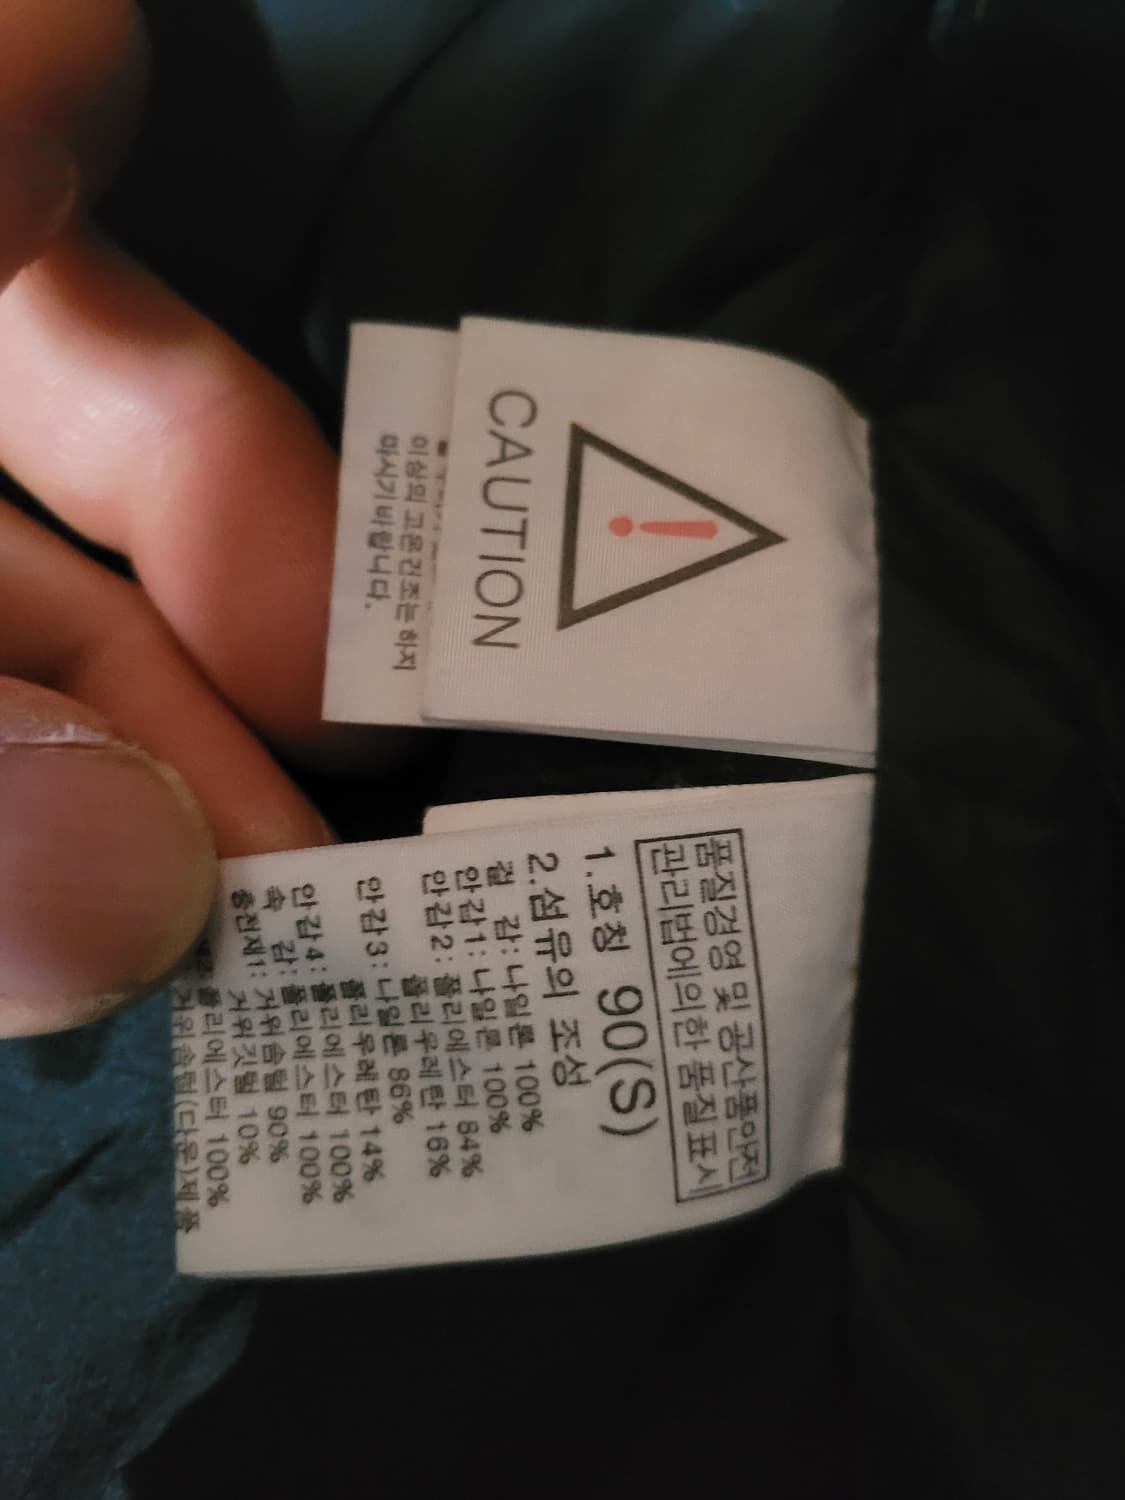 CAUTION
이상의 고온건조는 하지
마시기 바랍니다.
품질경영 및 공산품안전
관리법에의한 품질 표시
1.호칭 90(S)
2.섬유의 조성
겉 감: 나일론 100%
안감1: 나일론 100%
안감2: 폴리에스터 84%
폴리우레탄 16%
안감3: 나일론 86%
폴리우레탄 14%
안감4: 폴리에스터 100%
속 감: 폴리에스터 100%
충전재1: 거위솜털 90%
거위깃털 10%
폴리에스터 100%
거위솜털(다운)제품